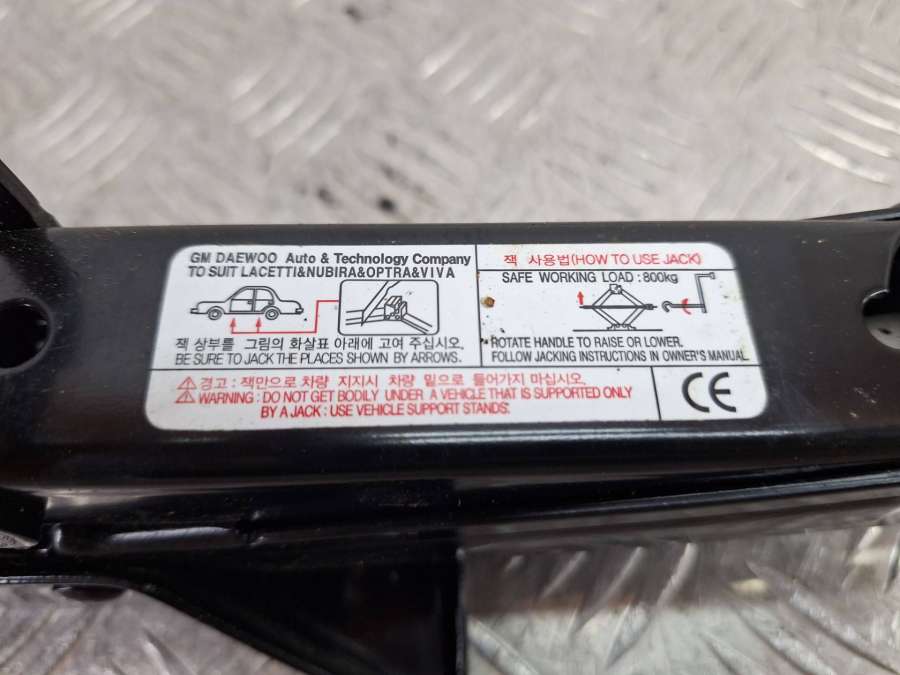 GM DAEWOO Auto & Technology Company
TO SUIT LACETTI&NUBIRA&OPTRA&VIVA
잭 상부를 그림의 화살표 아래에 고여 주십시오.
BE SURE TO JACK THE PLACES SHOWN BY ARROWS.
잭 사용법(HOW TO USE JACK)
SAFE WORKING LOAD : 800kg
ROTATE HANDLE TO RAISE OR LOWER.
FOLLOW JACKING INSTRUCTIONS IN OWNER'S MANUAL
경고 : 잭만으로 차량 지지시 차량 밑으로 들어가지 마십시오.
WARNING : DO NOT GET BODILY UNDER A VEHICLE THAT IS SUPPORTED ONLY
BY A JACK : USE VEHICLE SUPPORT STANDS.
CE